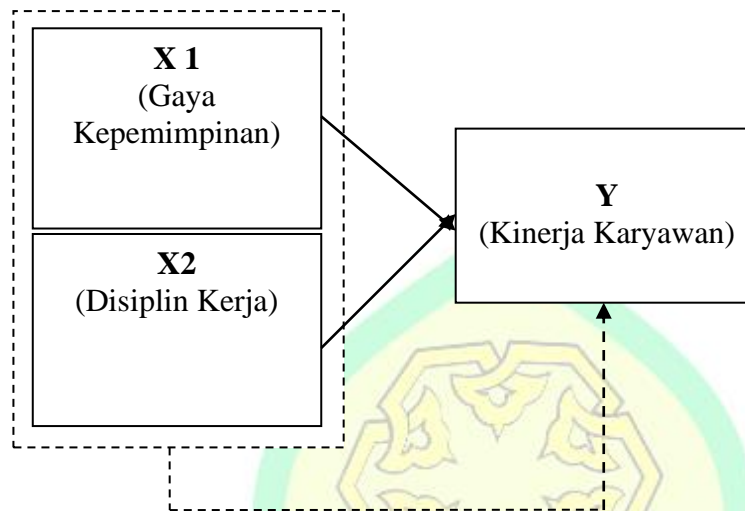 X 1
(Gaya
Kepemimpinan)
X2
(Disiplin Kerja)
Y
(Kinerja Karyawan)